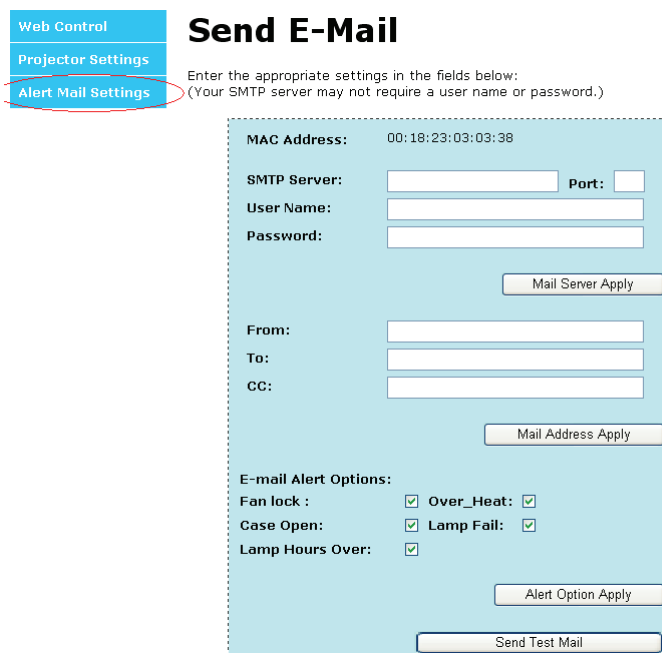 Web Control
Projector Settings
Alert Mail Settings
Send E-Mail
Enter the appropriate settings in the fields below:
(Your SMTP server may not require a user name or password.)
MAC Address: 00:18:23:03:03:38
SMTP Server: Port:
User Name:
Password:
Mail Server Apply
From:
To:
CC:
Mail Address Apply
E-mail Alert Options:
Fan lock : Over_Heat:
Case Open: Lamp Fail:
Lamp Hours Over:
Alert Option Apply
Send Test Mail